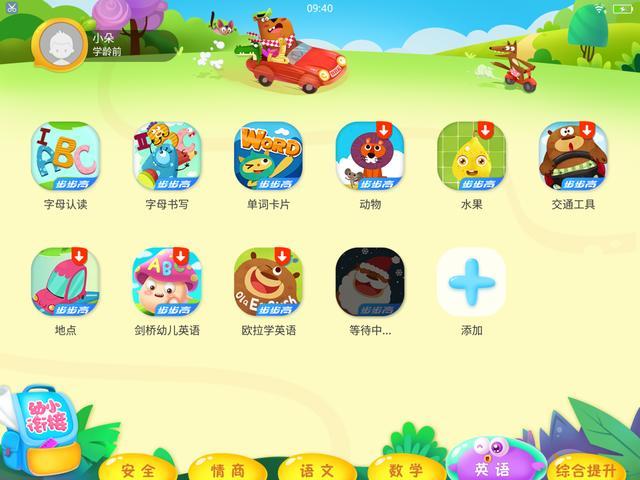 09:40
小朵
学龄前
I ABC
WORD
步步高
步步高
步步高
步步高
步步高
步步高
字母认读
字母书写
单词卡片
动物
水果
交通工具
ABC
Ola English
步步高
步步高
步步高
步步高
地点
剑桥幼儿英语
欧拉学英语
等待中...
添加
幼小
衔接
安全
情商
语文
数学
英语
综合提升